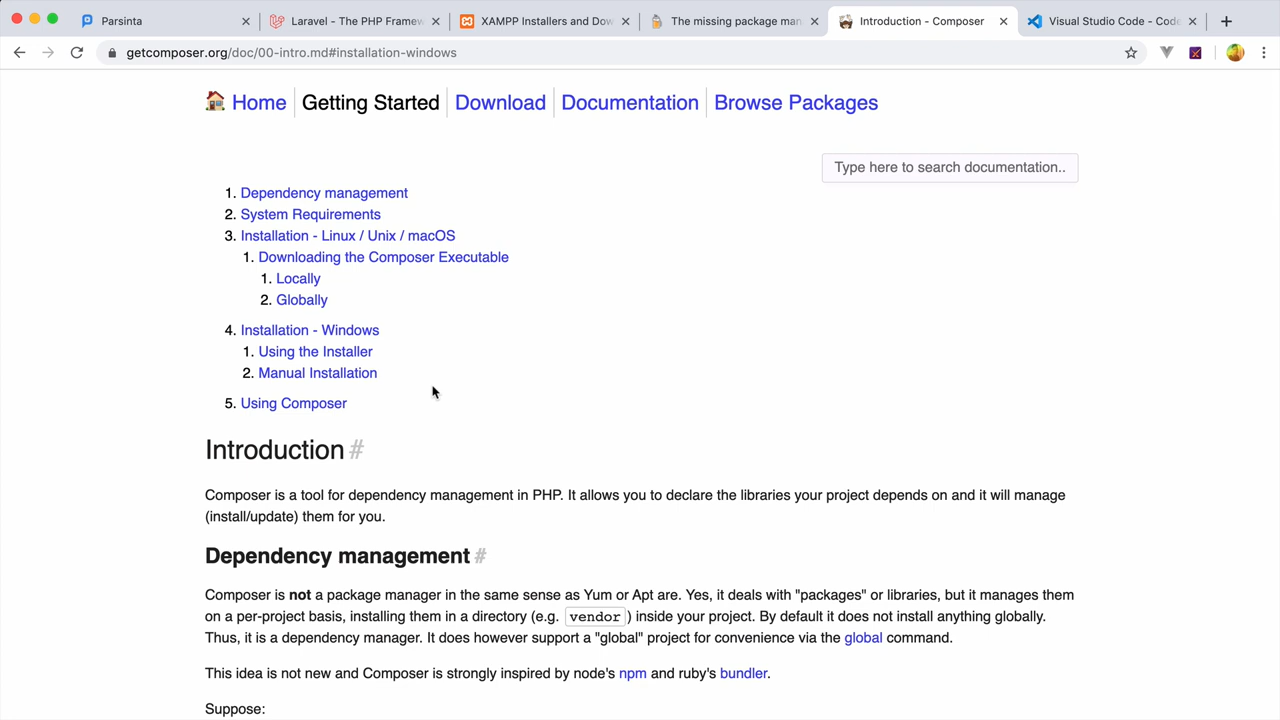 Parsinta
Laravel - The PHP Framew
XAMPP Installers and Dow
The missing package man
Introduction - Composer
Visual Studio Code - Code
getcomposer.org/doc/00-intro.md#installation-windows
Home
Getting Started
Download
Documentation
Browse Packages
Type here to search documentation..
1. Dependency management
2. System Requirements
3. Installation - Linux / Unix / macOS
1. Downloading the Composer Executable
1. Locally
2. Globally
4. Installation - Windows
1. Using the Installer
2. Manual Installation
5. Using Composer
Introduction #
Composer is a tool for dependency management in PHP. It allows you to declare the libraries your project depends on and it will manage
(install/update) them for you.
Dependency management #
Composer is not a package manager in the same sense as Yum or Apt are. Yes, it deals with "packages" or libraries, but it manages them
on a per-project basis, installing them in a directory (e.g. vendor ) inside your project. By default it does not install anything globally.
Thus, it is a dependency manager. It does however support a "global" project for convenience via the global command.
This idea is not new and Composer is strongly inspired by node's npm and ruby's bundler.
Suppose: